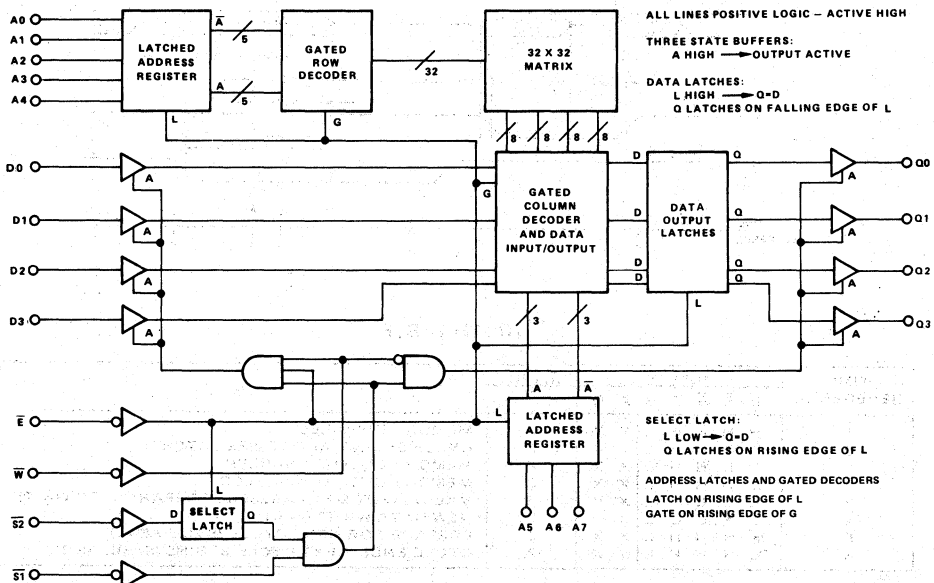 A0
A1
A2
A3
A4
LATCHED
ADDRESS
REGISTER
L
A̅
5
A
5
GATED
ROW
DECODER
G
32
32 X 32
MATRIX
8
8
8
8
ALL LINES POSITIVE LOGIC – ACTIVE HIGH
THREE STATE BUFFERS:
A HIGH → OUTPUT ACTIVE
DATA LATCHES:
L HIGH → Q=D
Q LATCHES ON FALLING EDGE OF L
D0
A
D1
A
D2
A
D3
A
G
GATED
COLUMN
DECODER
AND DATA
INPUT/OUTPUT
D
D
D
D
DATA
OUTPUT
LATCHES
L
Q
Q
Q
Q
A
Q0
A
Q1
A
Q2
A
Q3
3
3
A
A̅
L
LATCHED
ADDRESS
REGISTER
A5
A6
A7
E̅
W̅
S̅2̅
S̅1̅
L
D
SELECT
LATCH
Q
SELECT LATCH:
L LOW → Q=D
Q LATCHES ON RISING EDGE OF L
ADDRESS LATCHES AND GATED DECODERS
LATCH ON RISING EDGE OF L
GATE ON RISING EDGE OF G